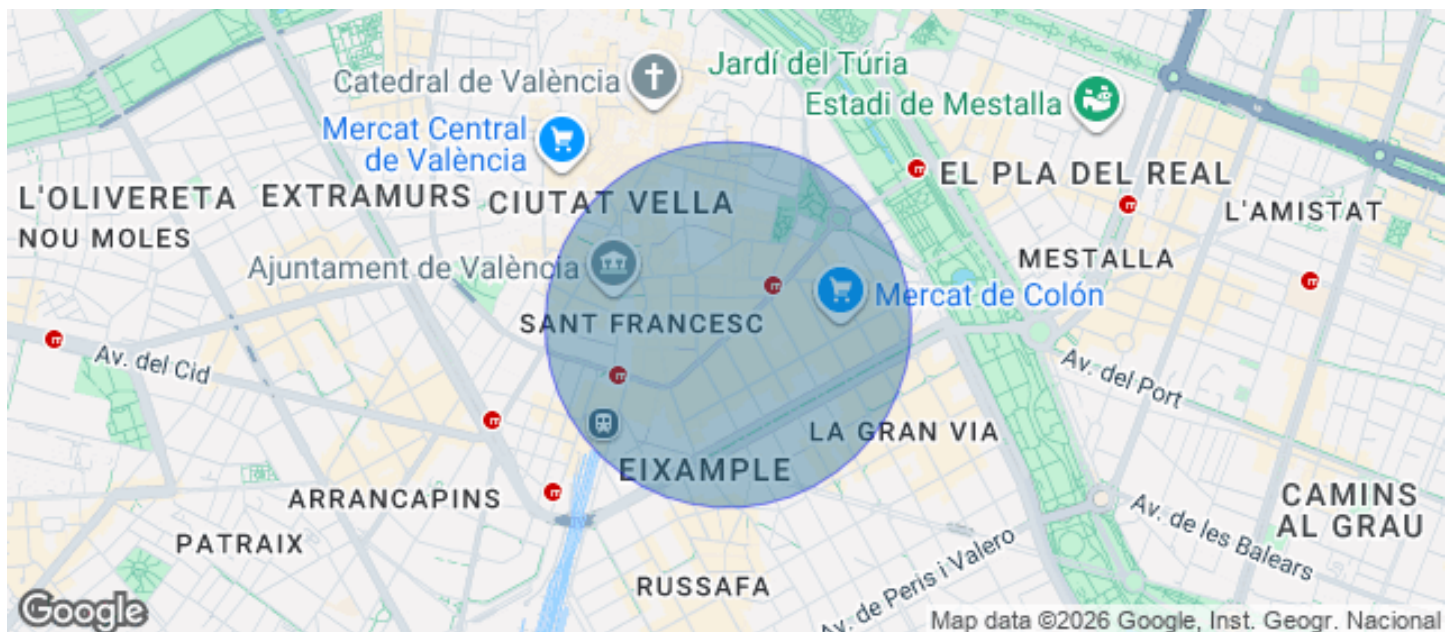 Catedral de València
Jardí del Túria
Estadi de Mestalla
Mercat Central
de València
L'OLIVERETA
EXTRAMURS
CIUTAT VELLA
EL PLA DEL REAL
L'AMISTAT
NOU MOLES
Ajuntament de València
MESTALLA
Mercat de Colón
SANT FRANCESC
Av. del Cid
Av. del Port
LA GRAN VIA
EIXAMPLE
ARRANCAPINS
CAMINS
AL GRAU
PATRAIX
Av. de les Balears
Av. de Peris i Valero
RUSSAFA
Google
Map data ©2026 Google, Inst. Geogr. Nacional